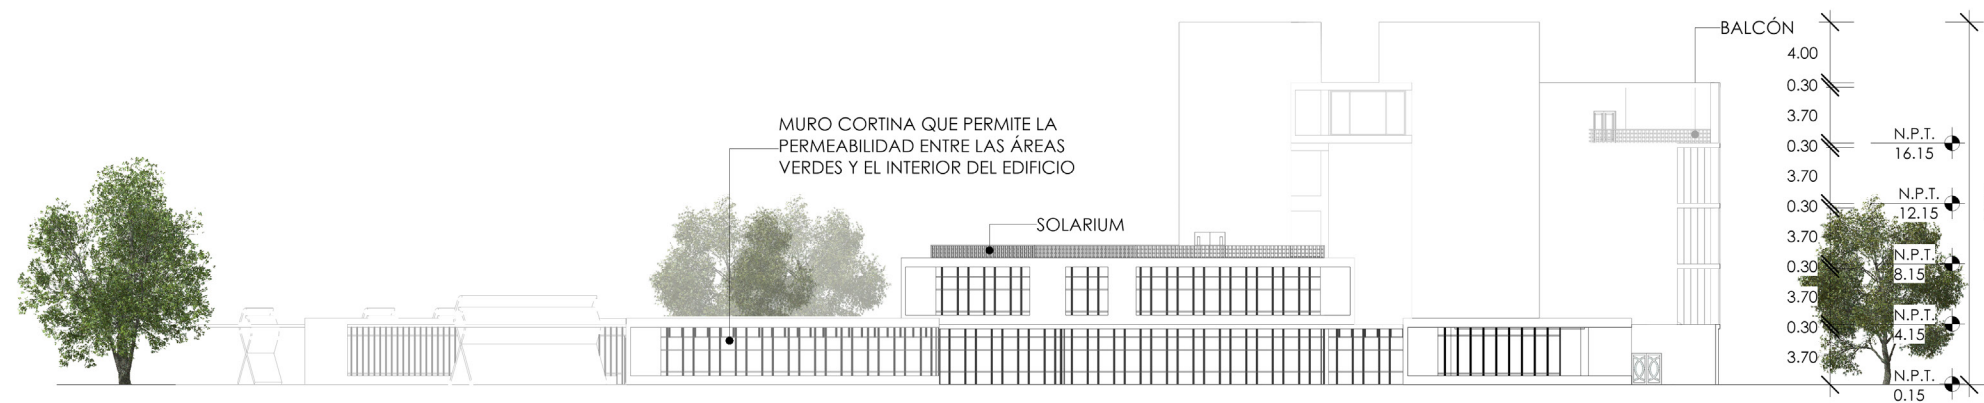 BALCÓN
4.00
0.30
MURO CORTINA QUE PERMITE LA
PERMEABILIDAD ENTRE LAS ÁREAS
VERDES Y EL INTERIOR DEL EDIFICIO
3.70
N.P.T.
16.15
0.30
3.70
N.P.T.
12.15
0.30
SOLARIUM
3.70
N.P.T.
8.15
0.30
3.70
N.P.T.
4.15
0.30
3.70
N.P.T.
0.15